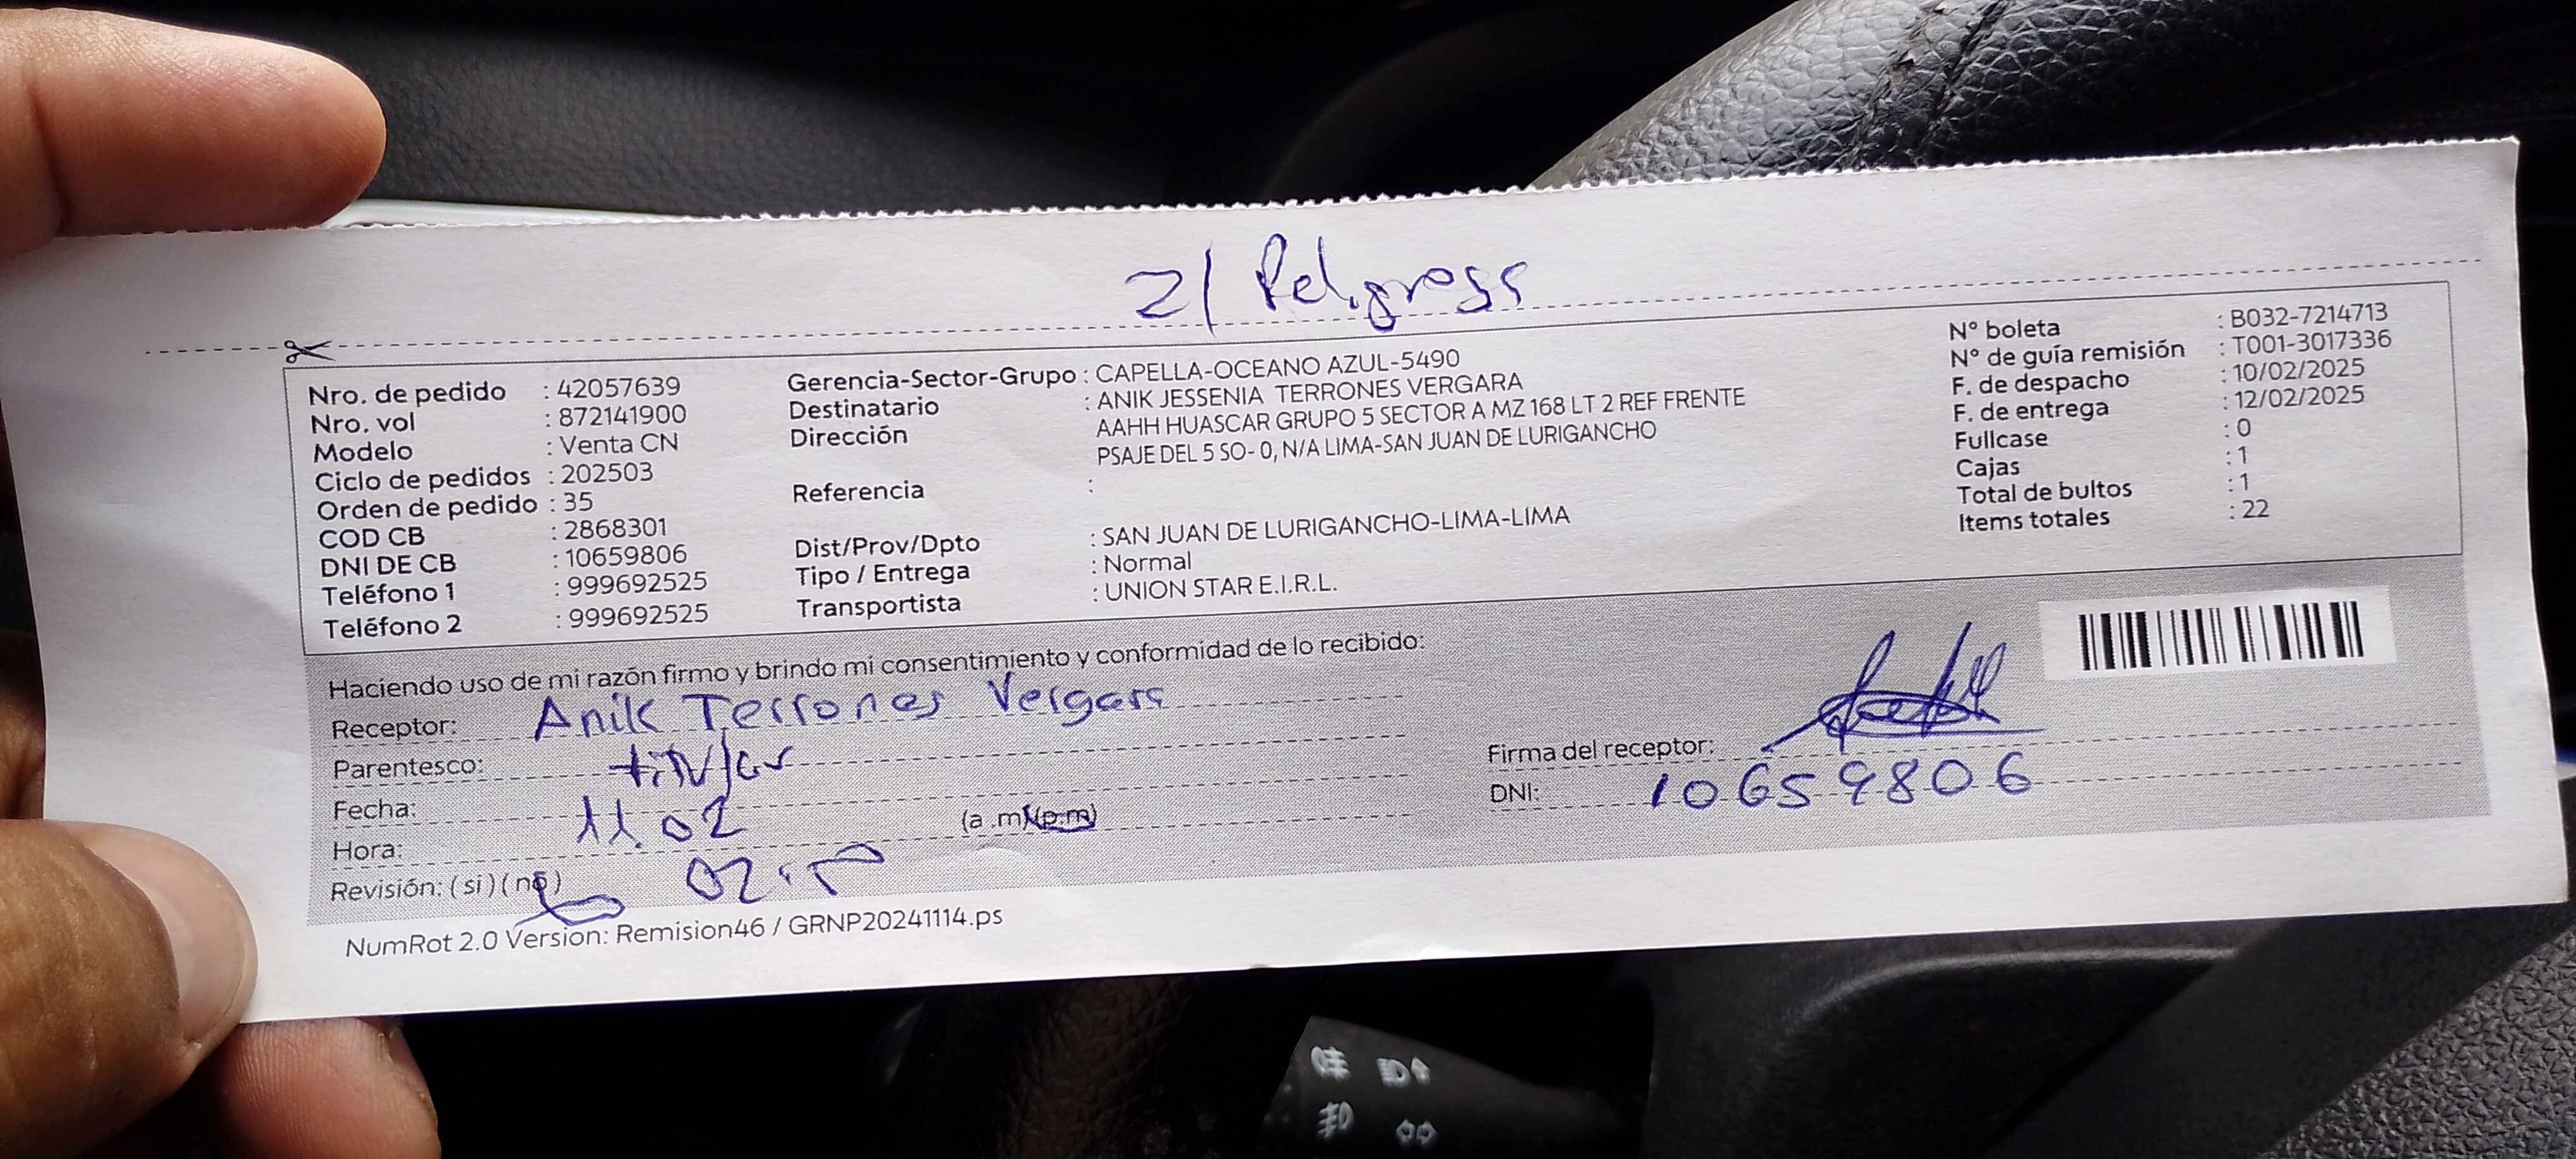 Z/ Peligrosa
Nro. de pedido : 42057639
Nro. vol : 872141900
Modelo : Venta CN
Ciclo de pedidos : 202503
Orden de pedido : 35
COD CB : 2868301
DNI DE CB : 10659806
Teléfono 1 : 999692525
Teléfono 2 : 999692525
Gerencia-Sector-Grupo : CAPELLA-OCEANO AZUL-5490
Destinatario : ANIK JESSENIA TERRONES VERGARA
Dirección AAHH HUASCAR GRUPO 5 SECTOR A MZ 168 LT 2 REF FRENTE
PSAJE DEL 5 SO- 0, N/A LIMA-SAN JUAN DE LURIGANCHO
Referencia :
Dist/Prov/Dpto : SAN JUAN DE LURIGANCHO-LIMA-LIMA
Tipo / Entrega : Normal
Transportista : UNION STAR E.I.R.L.
N° boleta : B032-7214713
N° de guía remisión : T001-3017336
F. de despacho : 10/02/2025
F. de entrega : 12/02/2025
Fullcase : 0
Cajas : 1
Total de bultos : 1
Items totales : 22
Haciendo uso de mi razón firmo y brindo mi consentimiento y conformidad de lo recibido:
Receptor: Anik Terrones Vergara
Parentesco: titular
Fecha: 11.02
Hora: (a .m)(p.m)
Revisión: (si) (no)
Firma del receptor:
DNI: 10659806
NumRot 2.0 Version: Remision46 / GRNP20241114.ps